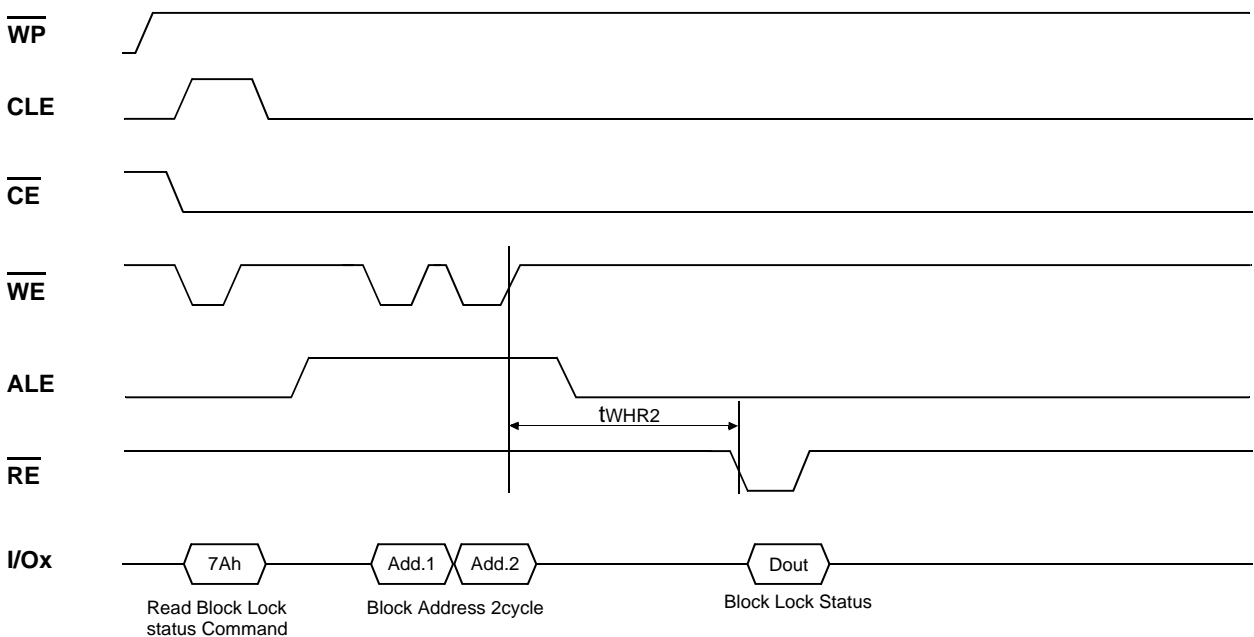 WP
CLE
CE
WE
ALE
tWHR2
RE
I/Ox
7Ah
Add.1
Add.2
Dout
Read Block Lock
status Command
Block Address 2cycle
Block Lock Status